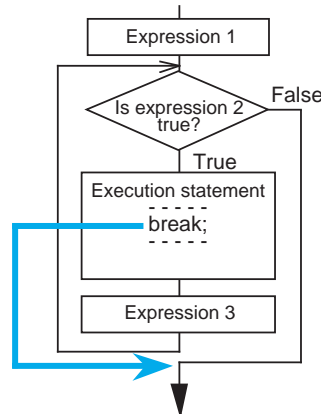 Expression 1
Is expression 2
true?
False
True
Execution statement
- - - - -
break;
- - - - -
Expression 3